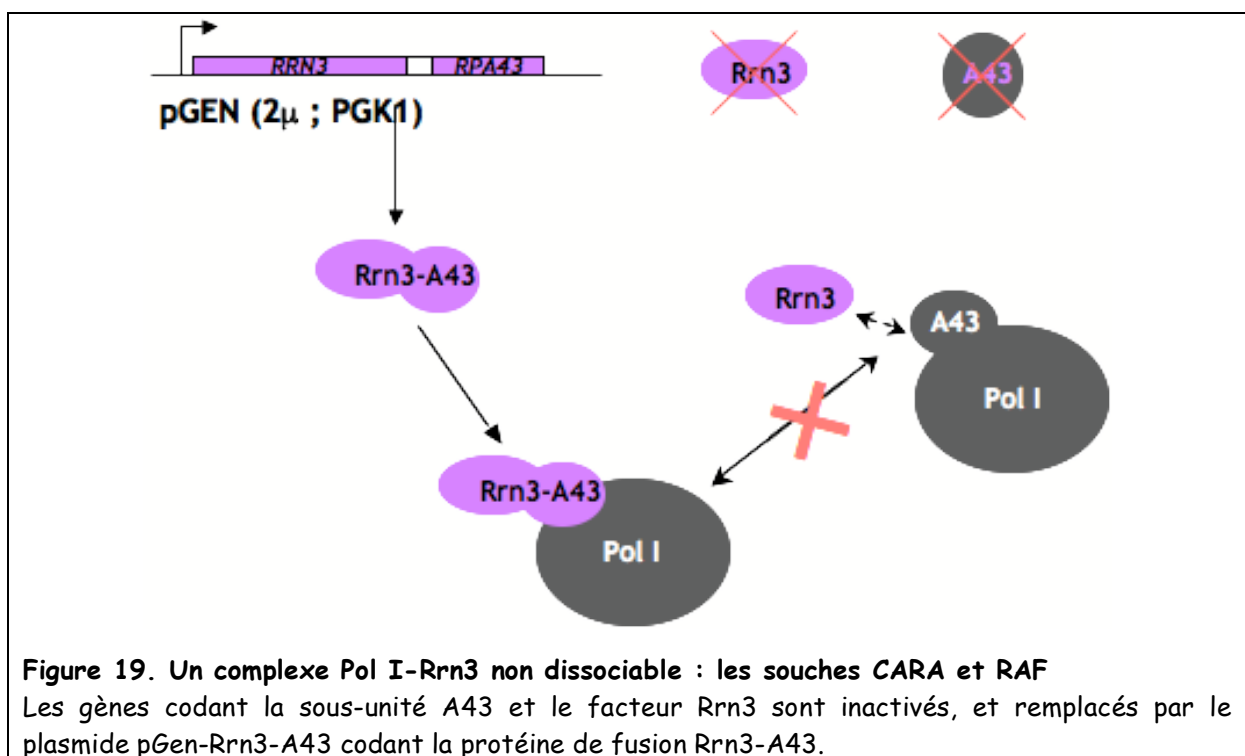 RRN3 RPA43
Rrn3
A43
pGEN (2μ ; PGK1)
Rrn3-A43
Rrn3
A43
Pol I
Rrn3-A43
Pol I
Figure 19. Un complexe Pol I-Rrn3 non dissociable : les souches CARA et RAF
Les gènes codant la sous-unité A43 et le facteur Rrn3 sont inactivés, et remplacés par le
plasmide pGen-Rrn3-A43 codant la protéine de fusion Rrn3-A43.